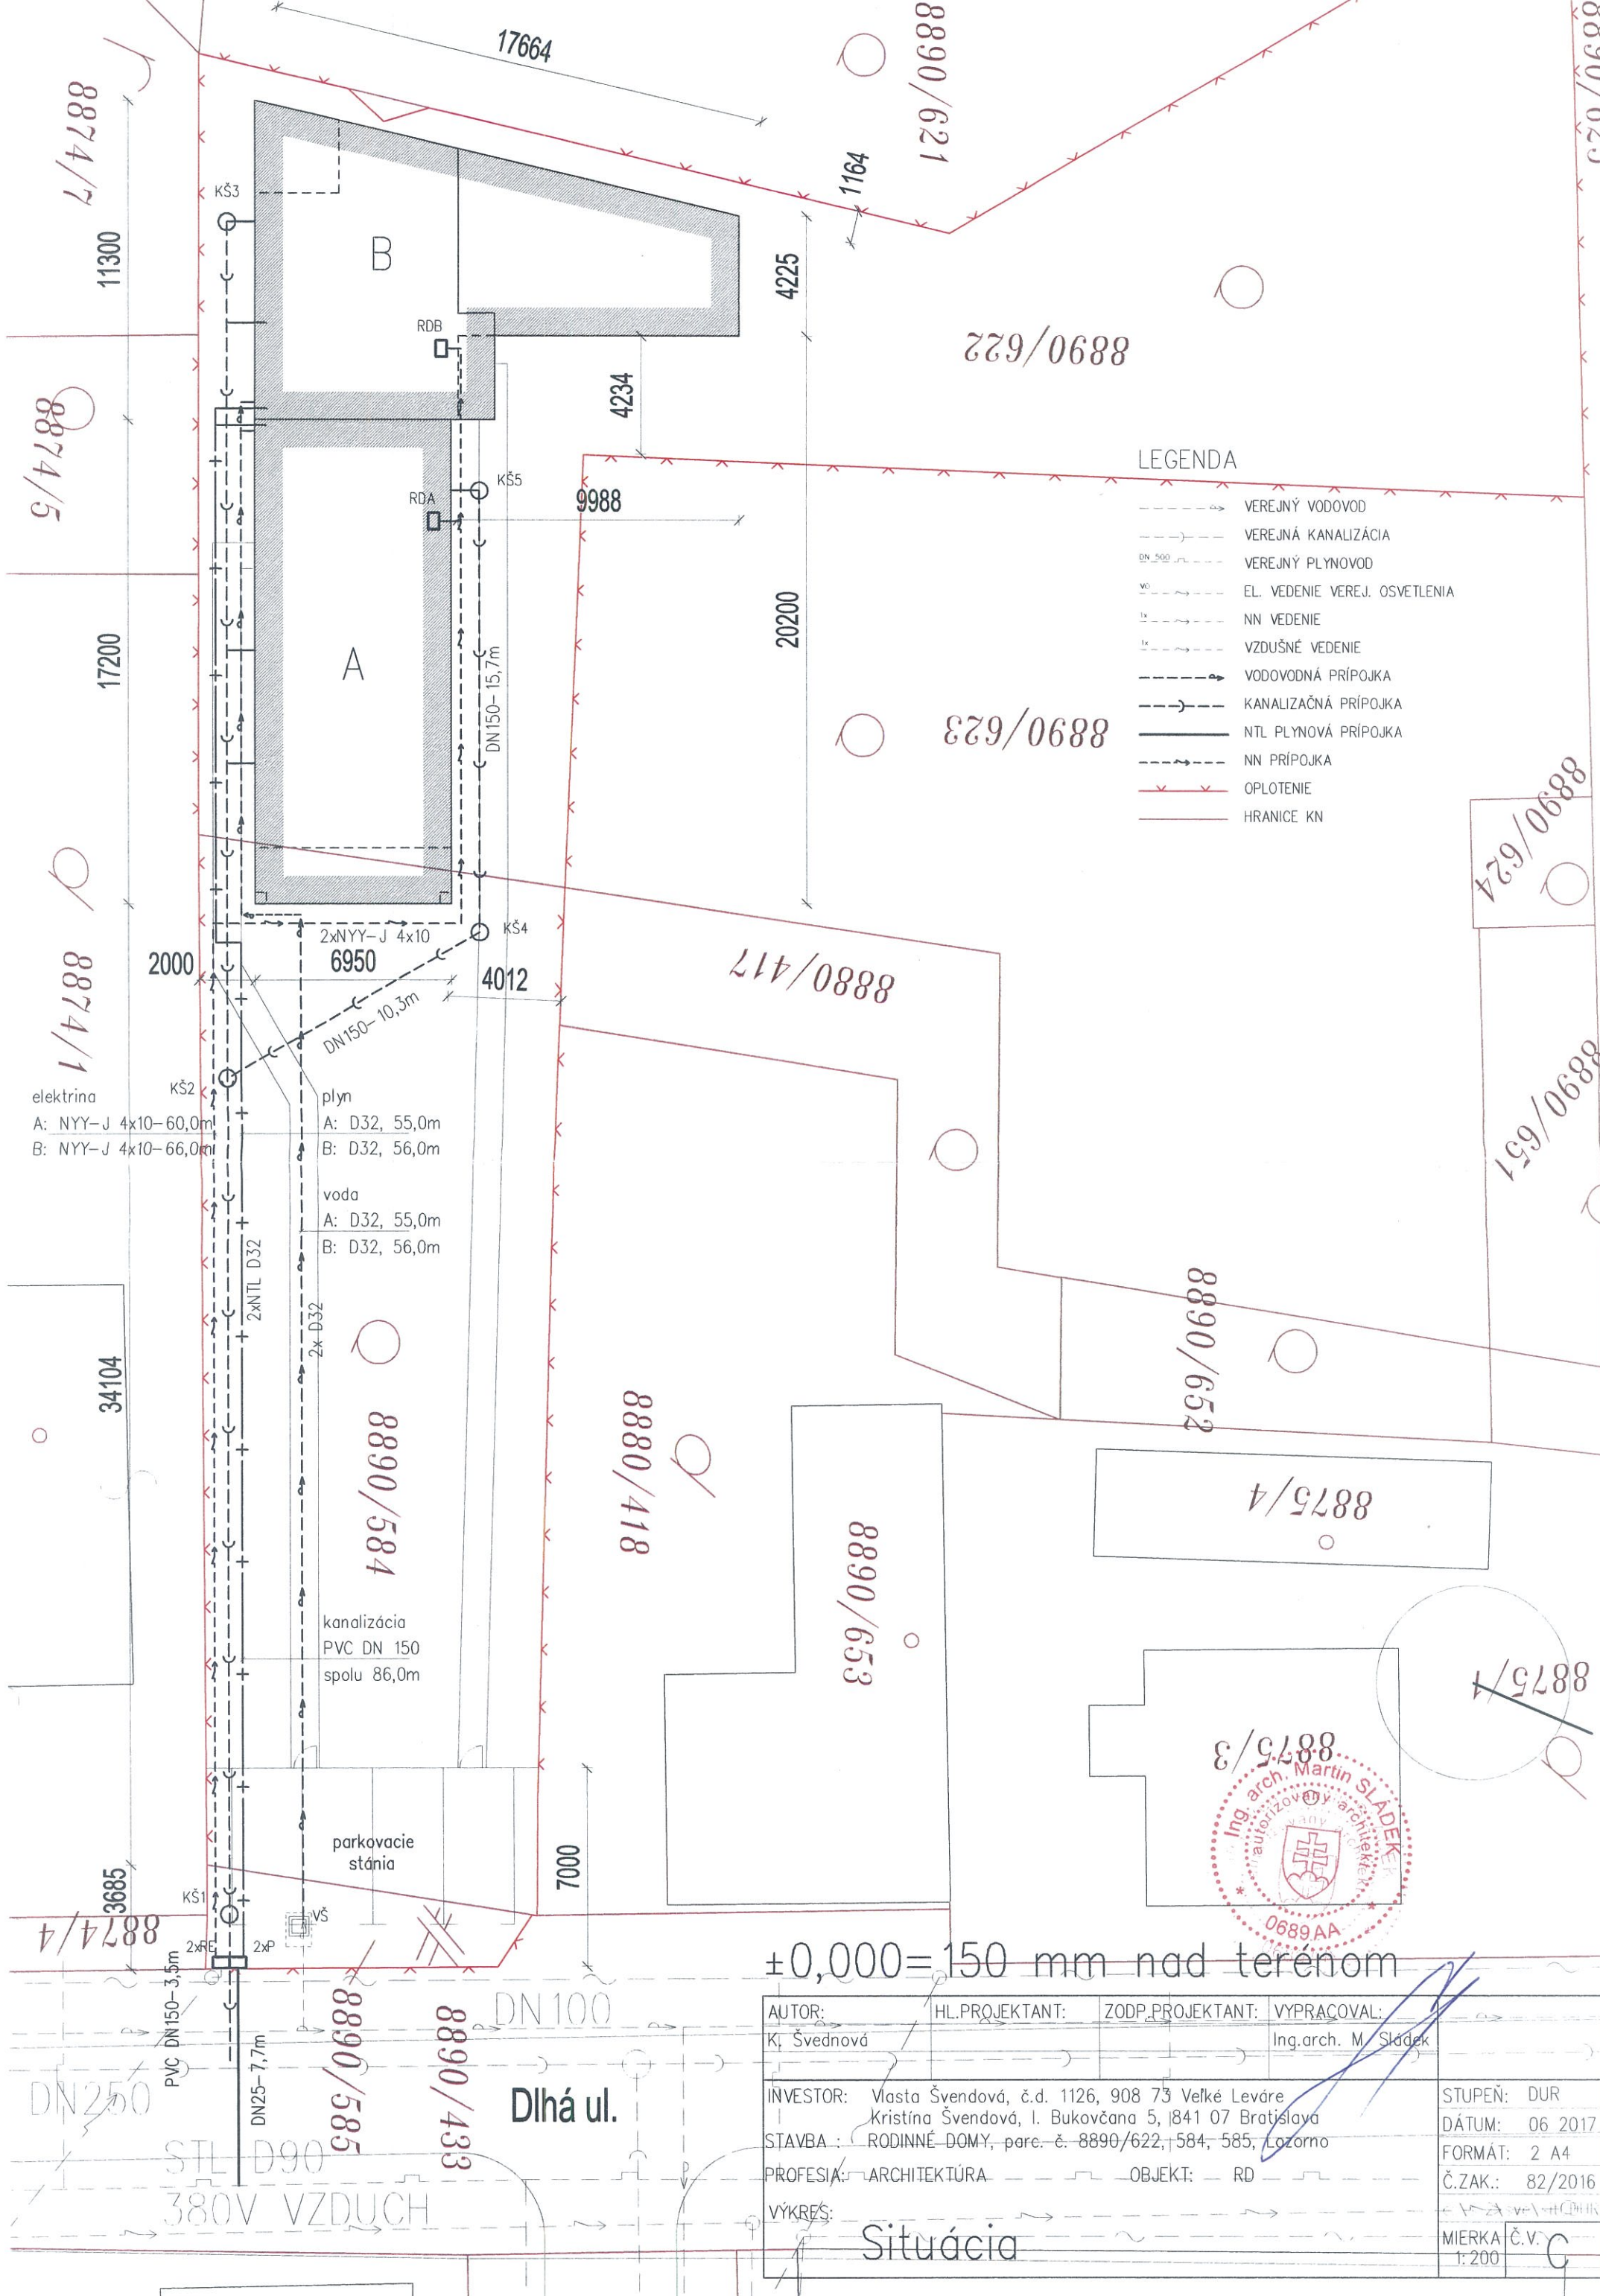 17664
8890/621
1164
8874/7
KŠ3
11300
B
4225
RDB
8890/622
4234
8874/5
LEGENDA
VEREJNÝ VODOVOD
VEREJNÁ KANALIZÁCIA
DN 500
VEREJNÝ PLYNOVOD
VO
EL. VEDENIE VEREJ. OSVETLENIA
1x
NN VEDENIE
1x
VZDUŠNÉ VEDENIE
VODOVODNÁ PRÍPOJKA
KANALIZAČNÁ PRÍPOJKA
NTL PLYNOVÁ PRÍPOJKA
NN PRÍPOJKA
OPLOTENIE
HRANICE KN
KŠ5
RDA
9988
20200
17200
A
DN150-15,7m
8890/623
8890/624
2xNYY-J 4x10
KŠ4
2000
6950
4012
8880/417
8874/1
DN150-10,3m
KŠ2
elektrina
A: NYY-J 4x10-60,0m
B: NYY-J 4x10-66,0m
plyn
A: D32, 55,0m
B: D32, 56,0m
voda
A: D32, 55,0m
B: D32, 56,0m
8890/651
2xNTL D32
2x D32
8890/652
34104
8890/584
8880/418
8890/653
8875/4
kanalizácia
PVC DN 150
spolu 86,0m
8875/1
8875/3
Ing. arch. Martin SLÁDEK
autorizovaný architekt
0689 AA
parkovacie
stánia
7000
3685
KŠ1
VŠ
8874/4
2xRE
2xP
PVC DN150-3,5m
DN25-7,7m
8890/585
8890/433
DN100
DN250
Dlhá ul.
STL D90
380V VZDUCH
±0,000=150 mm nad terénom
AUTOR: HL.PROJEKTANT: ZODP.PROJEKTANT: VYPRACOVAL:
K. Švednová Ing.arch. M. Sládek
INVESTOR: Vlasta Švendová, č.d. 1126, 908 73 Veľké Leváre
Kristína Švendová, I. Bukovčana 5, 841 07 Bratislava
STAVBA : RODINNÉ DOMY, parc. č. 8890/622, 584, 585, Lozorno
PROFESIA: ARCHITEKTÚRA OBJEKT: RD
VÝKRES:
Situácia
STUPEŇ: DUR
DÁTUM: 06 2017
FORMÁT: 2 A4
Č.ZAK.: 82/2016
MIERKA Č.V.
1:200 C